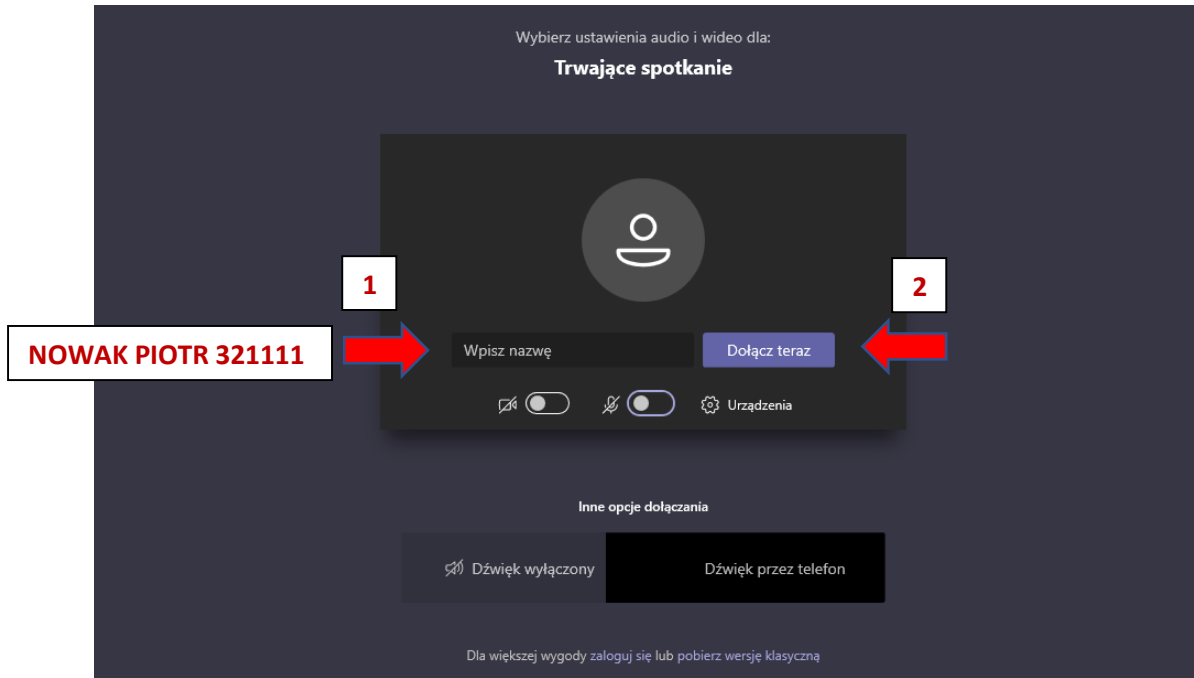 Wybierz ustawienia audio i wideo dla:
Trwające spotkanie
1
2
NOWAK PIOTR 321111
Wpisz nazwę
Dołącz teraz
Urządzenia
Inne opcje dołączania
Dźwięk wyłączony
Dźwięk przez telefon
Dla większej wygody zaloguj się lub pobierz wersję klasyczną